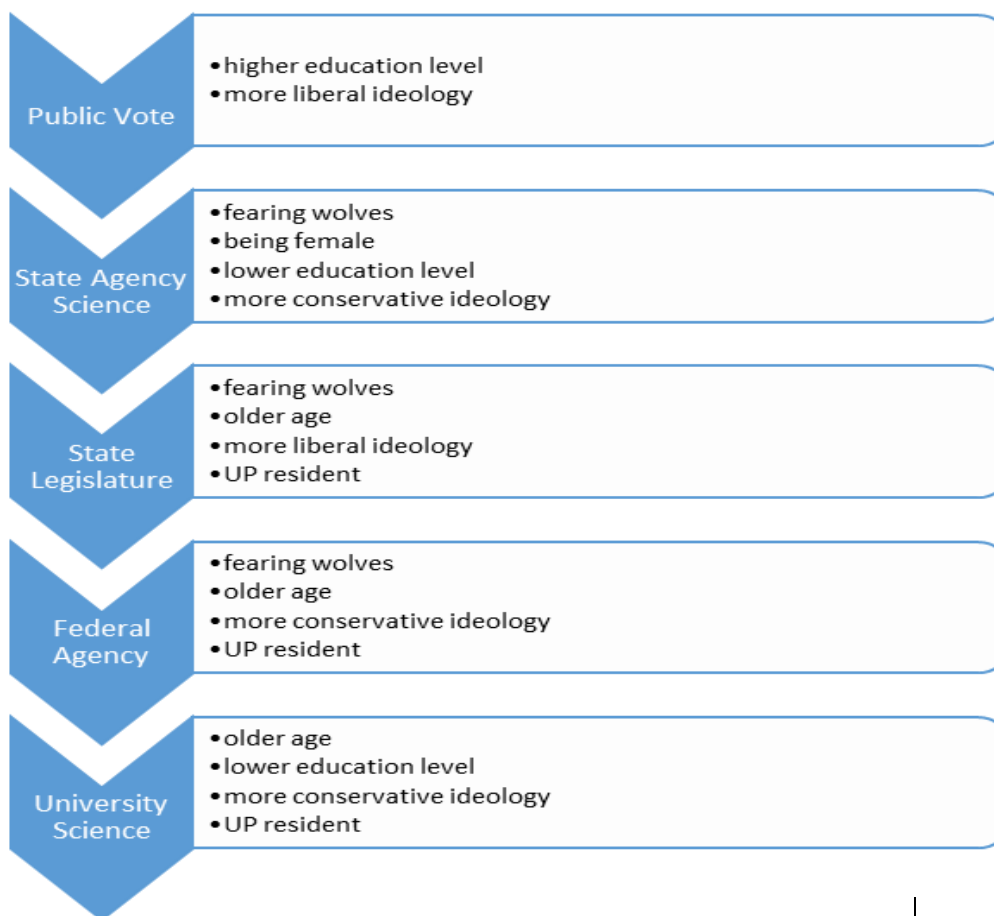 Public Vote
•higher education level
•more liberal ideology
State Agency
Science
•fearing wolves
•being female
•lower education level
•more conservative ideology
State
Legislature
•fearing wolves
•older age
•more liberal ideology
•UP resident
Federal
Agency
•fearing wolves
•older age
•more conservative ideology
•UP resident
University
Science
•older age
•lower education level
•more conservative ideology
•UP resident